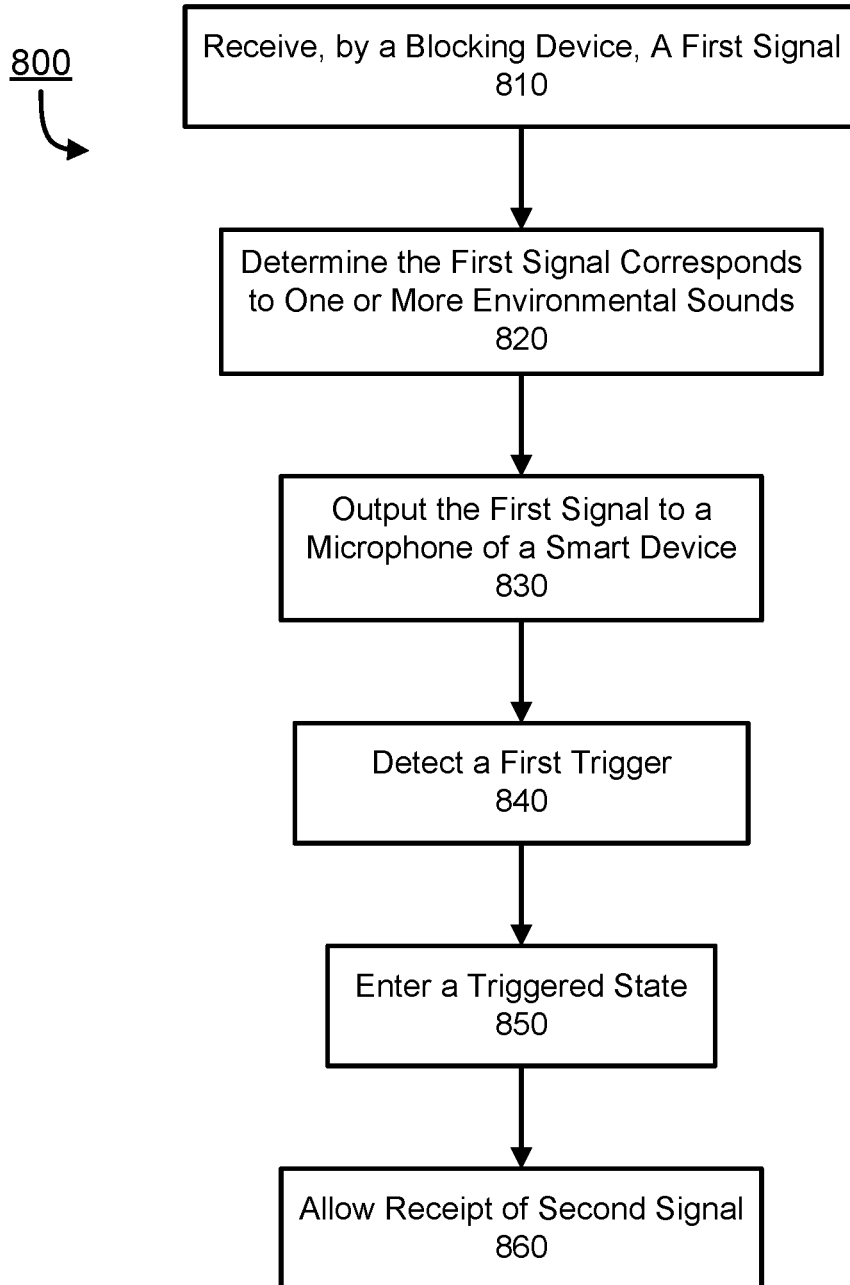 800
Receive, by a Blocking Device, A First Signal
810
Determine the First Signal Corresponds
to One or More Environmental Sounds
820
Output the First Signal to a
Microphone of a Smart Device
830
Detect a First Trigger
840
Enter a Triggered State
850
Allow Receipt of Second Signal
860